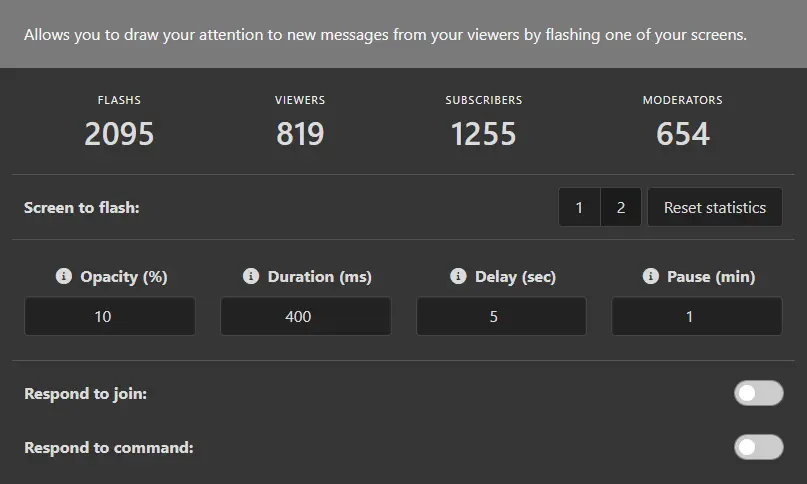 Allows you to draw your attention to new messages from your viewers by flashing one of your screens.
FLASHS VIEWERS SUBSCRIBERS MODERATORS
2095 819 1255 654
Screen to flash: 1 2 Reset statistics
Opacity (%) Duration (ms) Delay (sec) Pause (min)
10 400 5 1
Respond to join:
Respond to command: